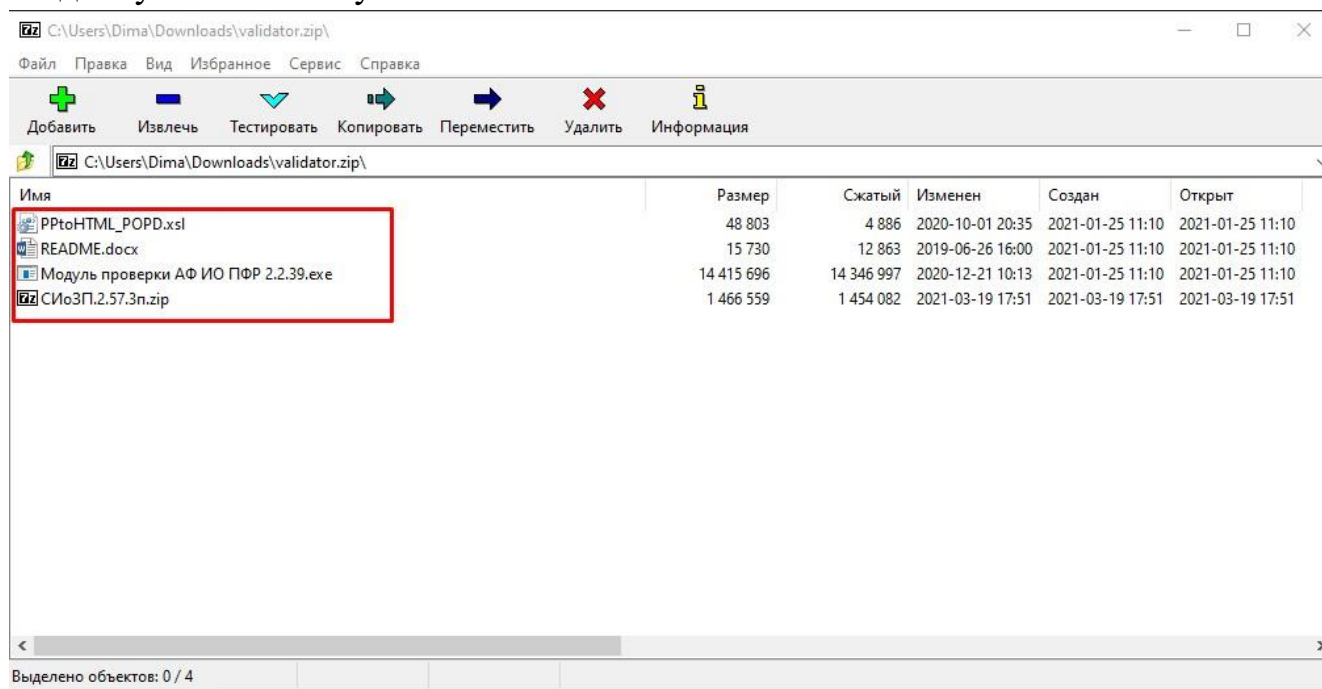 C:\Users\Dima\Downloads\validator.zip\
Файл Правка Вид Избранное Сервис Справка
Добавить Извлечь Тестировать Копировать Переместить Удалить Информация
C:\Users\Dima\Downloads\validator.zip\
Имя Размер Сжатый Изменен Создан Открыт
PPtoHTML_POPD.xsl 48 803 4 886 2020-10-01 20:35 2021-01-25 11:10 2021-01-25 11:10
README.docx 15 730 12 863 2019-06-26 16:00 2021-01-25 11:10 2021-01-25 11:10
Модуль проверки АФ ИО ПФР 2.2.39.exe 14 415 696 14 346 997 2020-12-21 10:13 2021-01-25 11:10 2021-01-25 11:10
СИоЗП.2.57.3п.zip 1 466 559 1 454 082 2021-03-19 17:51 2021-03-19 17:51 2021-03-19 17:51
Выделено объектов: 0 / 4